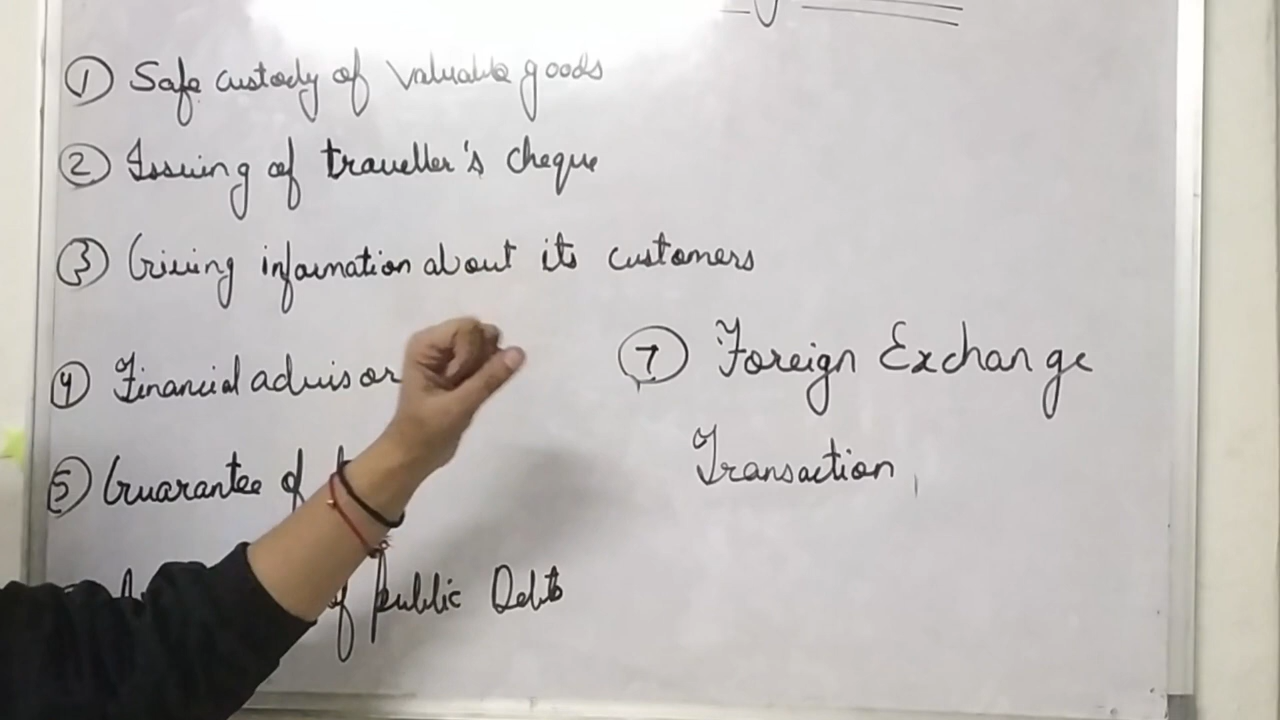 ① Safe custody of valuable goods
② Issuing of traveller's cheque
③ Giving information about its customers
④ Financial advisor
⑤ Guarantee of
of public Debts
⑦ Foreign Exchange
Transaction